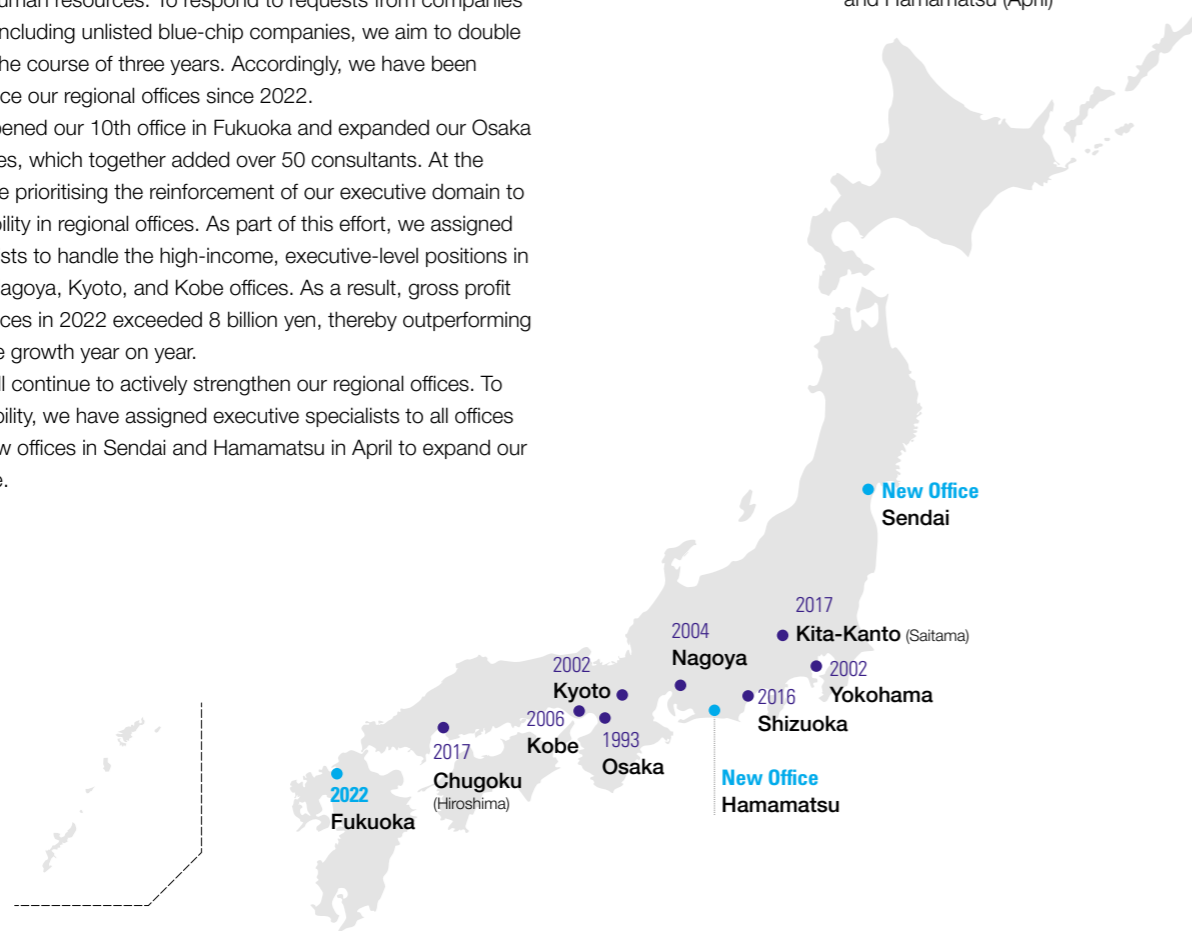 uman resources. To respond to requests from companies
ncluding unlisted blue-chip companies, we aim to double
he course of three years. Accordingly, we have been
ce our regional offices since 2022.
pened our 10th office in Fukuoka and expanded our Osaka
es, which together added over 50 consultants. At the
e prioritising the reinforcement of our executive domain to
bility in regional offices. As part of this effort, we assigned
sts to handle the high-income, executive-level positions in
agoya, Kyoto, and Kobe offices. As a result, gross profit
ces in 2022 exceeded 8 billion yen, thereby outperforming
e growth year on year.
ll continue to actively strengthen our regional offices. To
bility, we have assigned executive specialists to all offices
w offices in Sendai and Hamamatsu in April to expand our
e.
and Hamamatsu (April)
New Office
Sendai
2017
Kita-Kanto (Saitama)
2002
Yokohama
2004
Nagoya
2016
Shizuoka
2002
Kyoto
2006
Kobe
1993
Osaka
New Office
Hamamatsu
2017
Chugoku
(Hiroshima)
2022
Fukuoka